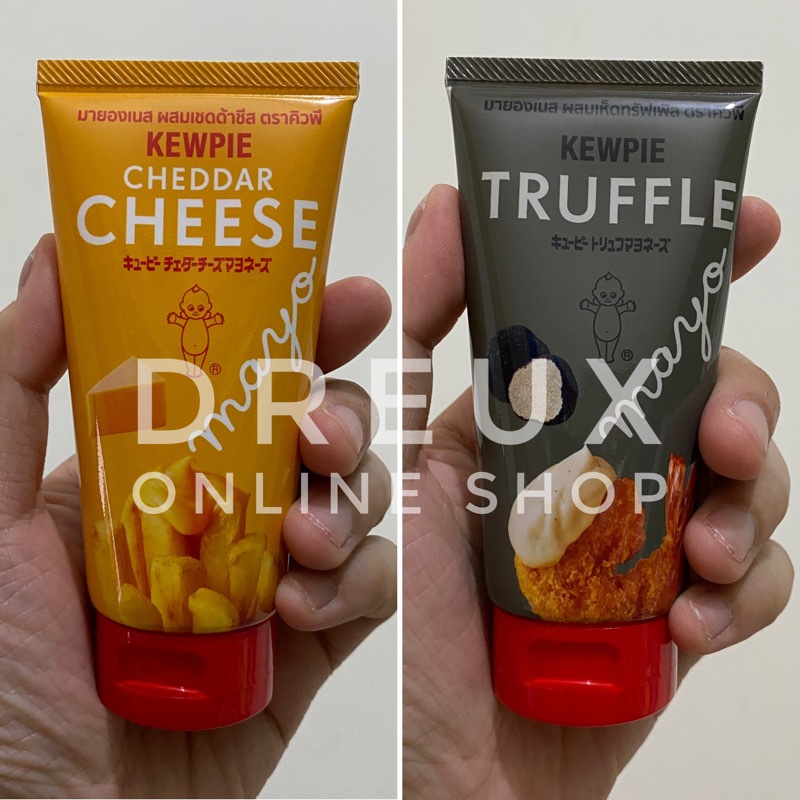 มายองเนส ผสมเชดด้าชีส ตราคิวพี
KEWPIE
CHEDDAR
CHEESE
キューピー チェダーチーズマヨネーズ
mayo
®
มายองเนส ผสมเห็ดทรัฟเฟิล ตราคิวพี
KEWPIE
TRUFFLE
キューピー トリュフマヨネーズ
mayo
®
DREUX
ONLINE SHOP